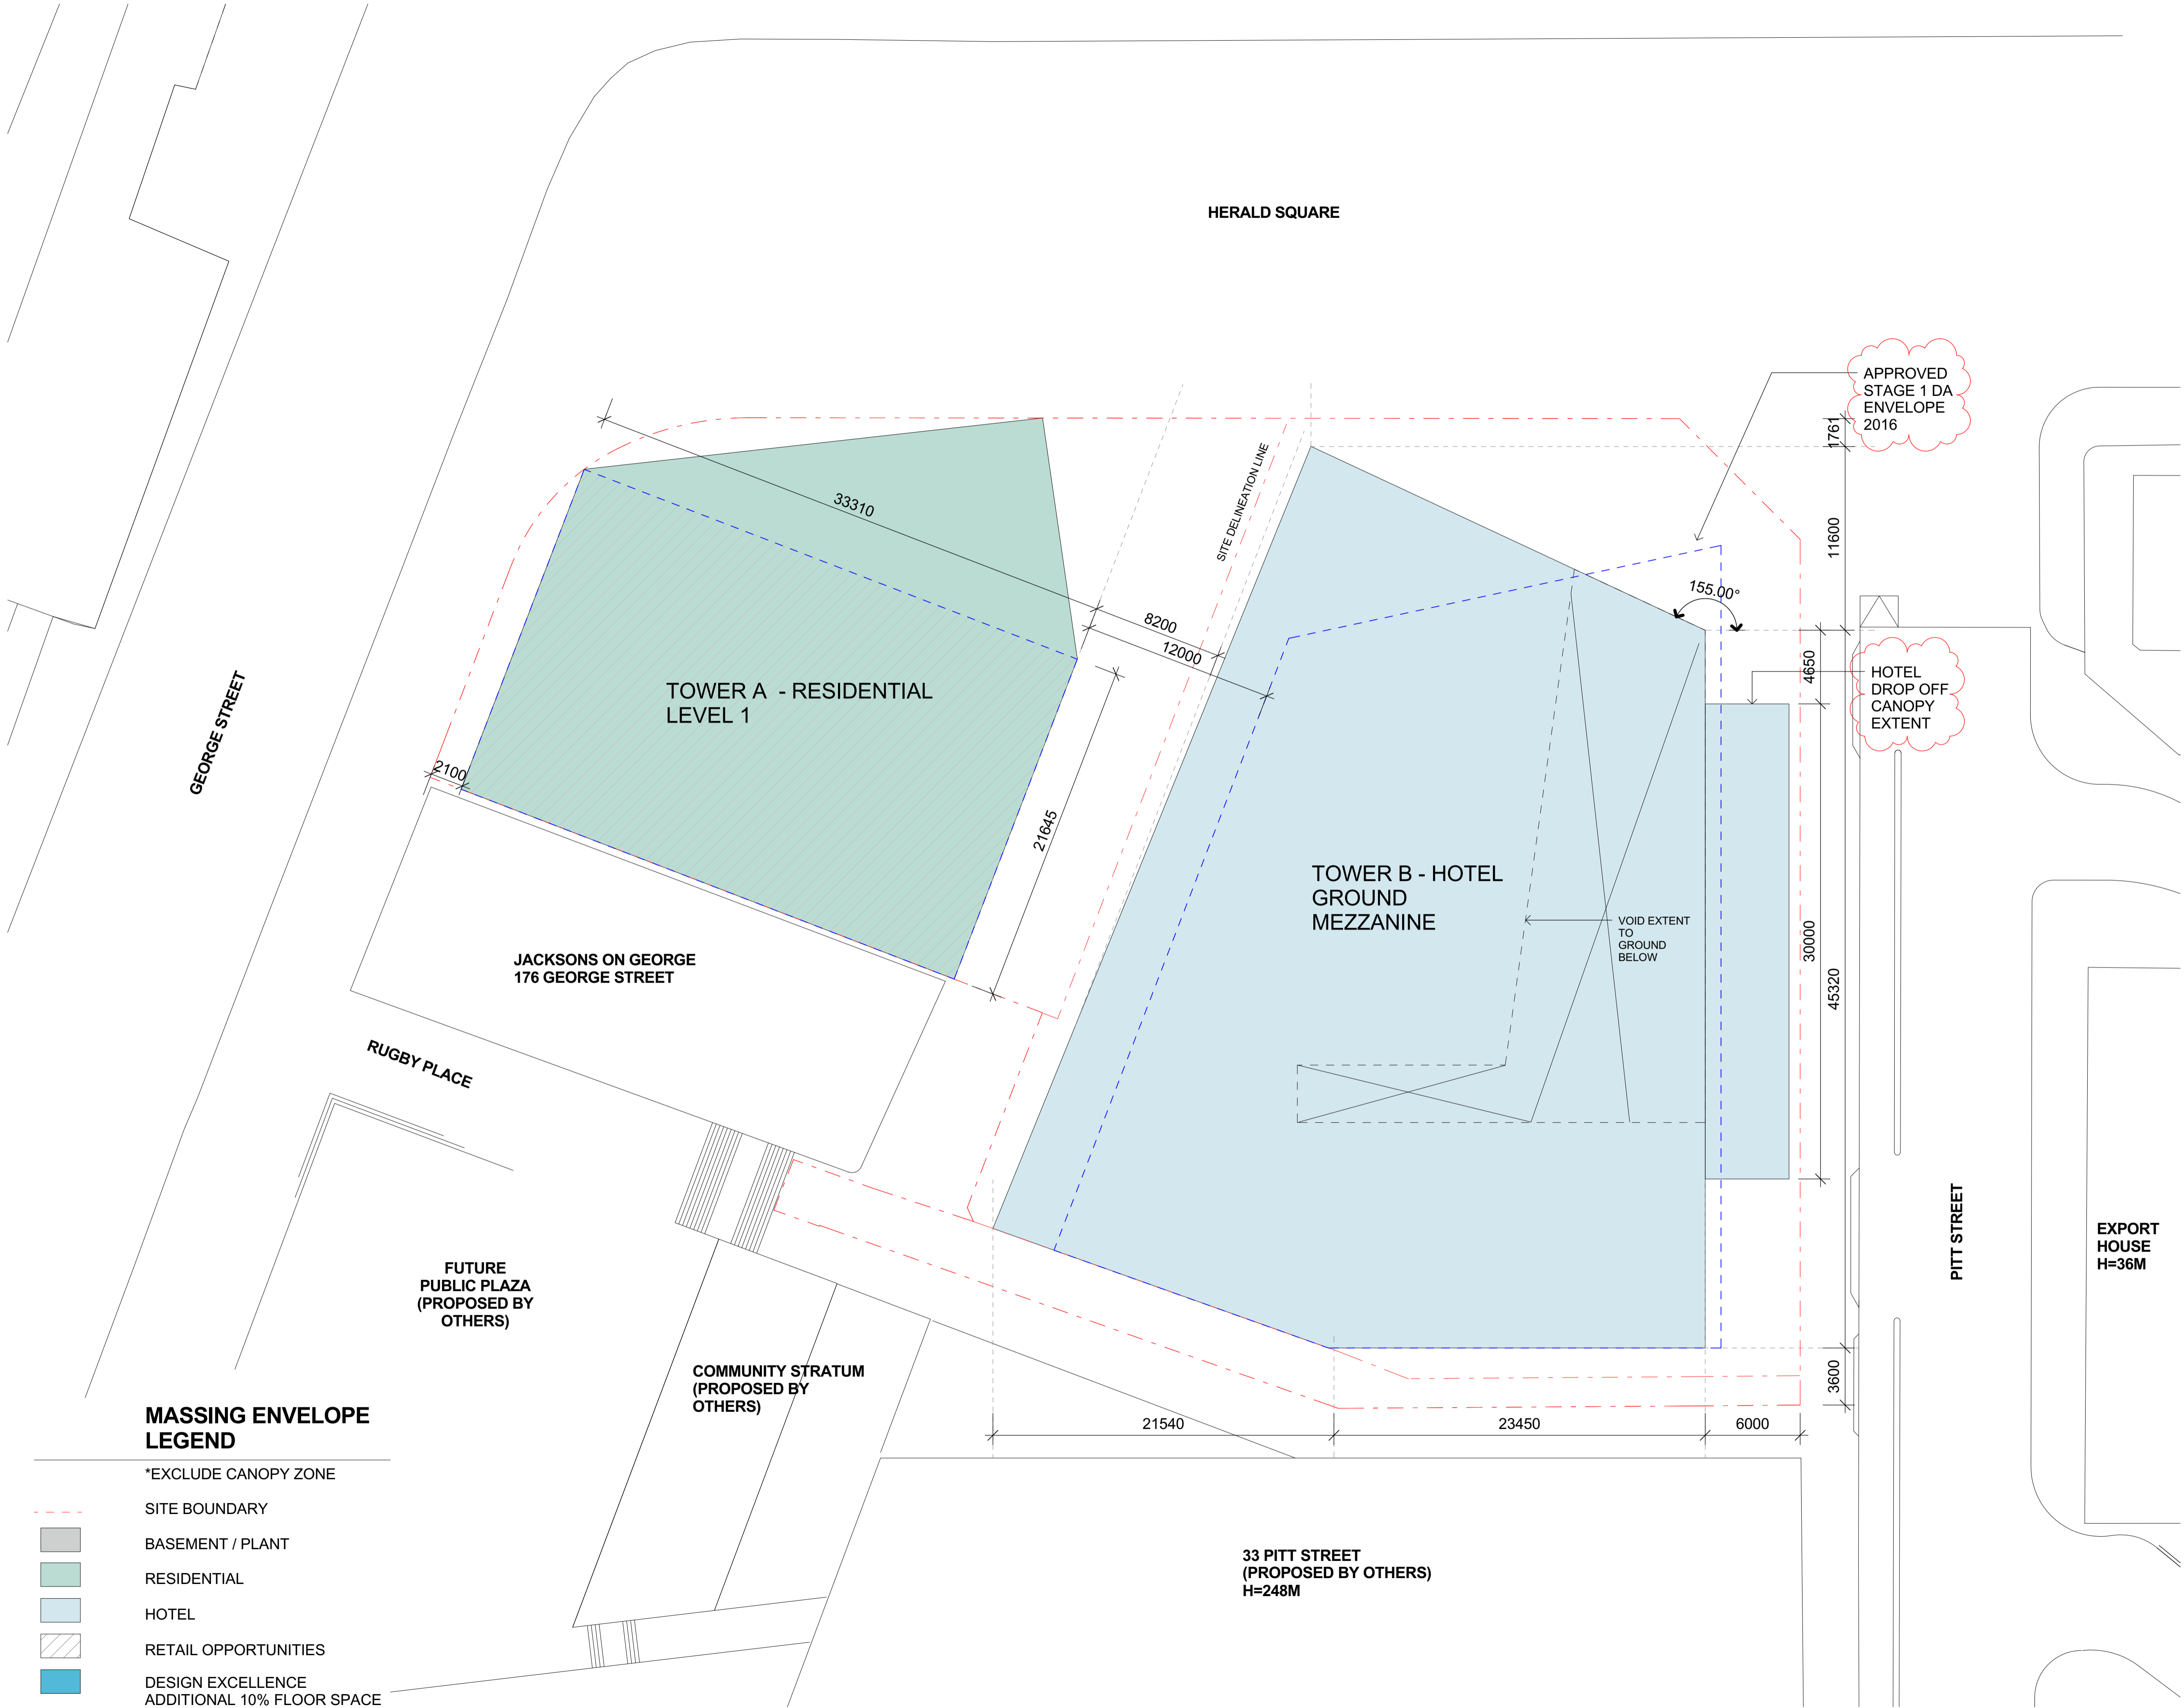 HERALD SQUARE
APPROVED
STAGE 1 DA
ENVELOPE
2016
1761
SITE DELINEATION LINE
33310
11600
155.00°
8200
12000
4650
HOTEL
DROP OFF
CANOPY
EXTENT
TOWER A - RESIDENTIAL
LEVEL 1
GEORGE STREET
2100
21645
TOWER B - HOTEL
GROUND
MEZZANINE
VOID EXTENT
TO
GROUND
BELOW
30000
45320
JACKSONS ON GEORGE
176 GEORGE STREET
RUGBY PLACE
PITT STREET
EXPORT
HOUSE
H=36M
FUTURE
PUBLIC PLAZA
(PROPOSED BY
OTHERS)
COMMUNITY STRATUM
(PROPOSED BY
OTHERS)
3600
21540
23450
6000
33 PITT STREET
(PROPOSED BY OTHERS)
H=248M
MASSING ENVELOPE
LEGEND
*EXCLUDE CANOPY ZONE
SITE BOUNDARY
BASEMENT / PLANT
RESIDENTIAL
HOTEL
RETAIL OPPORTUNITIES
DESIGN EXCELLENCE
ADDITIONAL 10% FLOOR SPACE